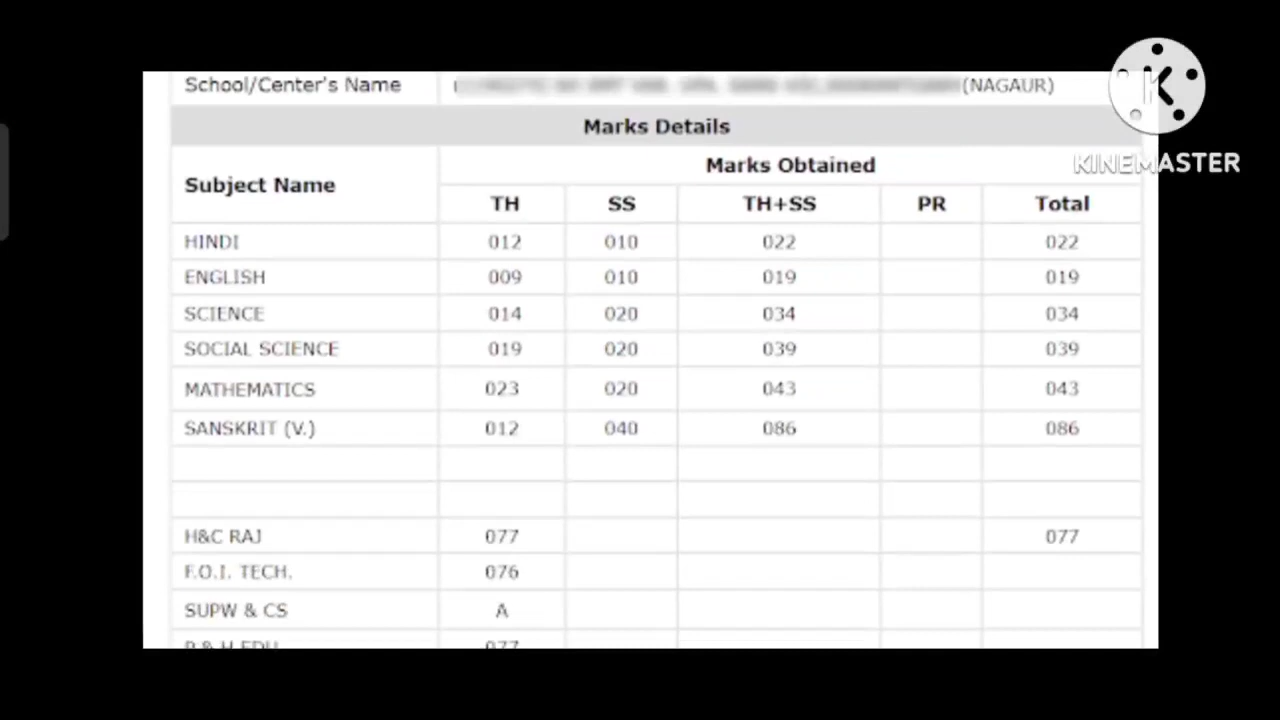 School/Center's Name (NAGAUR)
Marks Details
Subject Name Marks Obtained
TH SS TH+SS PR Total
HINDI 012 010 022 022
ENGLISH 009 010 019 019
SCIENCE 014 020 034 034
SOCIAL SCIENCE 019 020 039 039
MATHEMATICS 023 020 043 043
SANSKRIT (V.) 012 040 086 086
H&C RAJ 077 077
F.O.I. TECH. 076
SUPW & CS A
P & H EDU 077
K
KINEMASTER